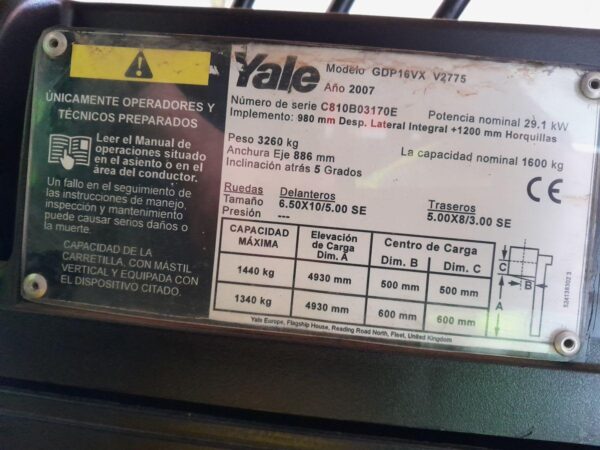 ÚNICAMENTE OPERADORES Y
TÉCNICOS PREPARADOS
Leer el Manual de
operaciones situado
en el asiento o en el
área del conductor.
Un fallo en el seguimiento de
las instrucciones de manejo,
inspección y mantenimiento
puede causar serios daños o
la muerte.
CAPACIDAD DE LA
CARRETILLA, CON MÁSTIL
VERTICAL Y EQUIPADA CON
EL DISPOSITIVO CITADO.
Yale Modelo GDP16VX V2775
Año 2007
Número de serie C810B03170E Potencia nominal 29.1 kW
Implemento: 980 mm Desp. Lateral Integral +1200 mm Horquillas
Peso 3260 kg
Anchura Eje 886 mm La capacidad nominal 1600 kg
Inclinación atrás 5 Grados
CE
Ruedas Delanteros Traseros
Tamaño 6.50X10/5.00 SE 5.00X8/3.00 SE
Presión ---
CAPACIDAD MÁXIMA Elevación de Carga Dim. A Centro de Carga Dim. B Dim. C
1440 kg 4930 mm 500 mm 500 mm
1340 kg 4930 mm 600 mm 600 mm
C B A
Yale Europe, Flagship House, Reading Road North, Fleet, United Kingdom